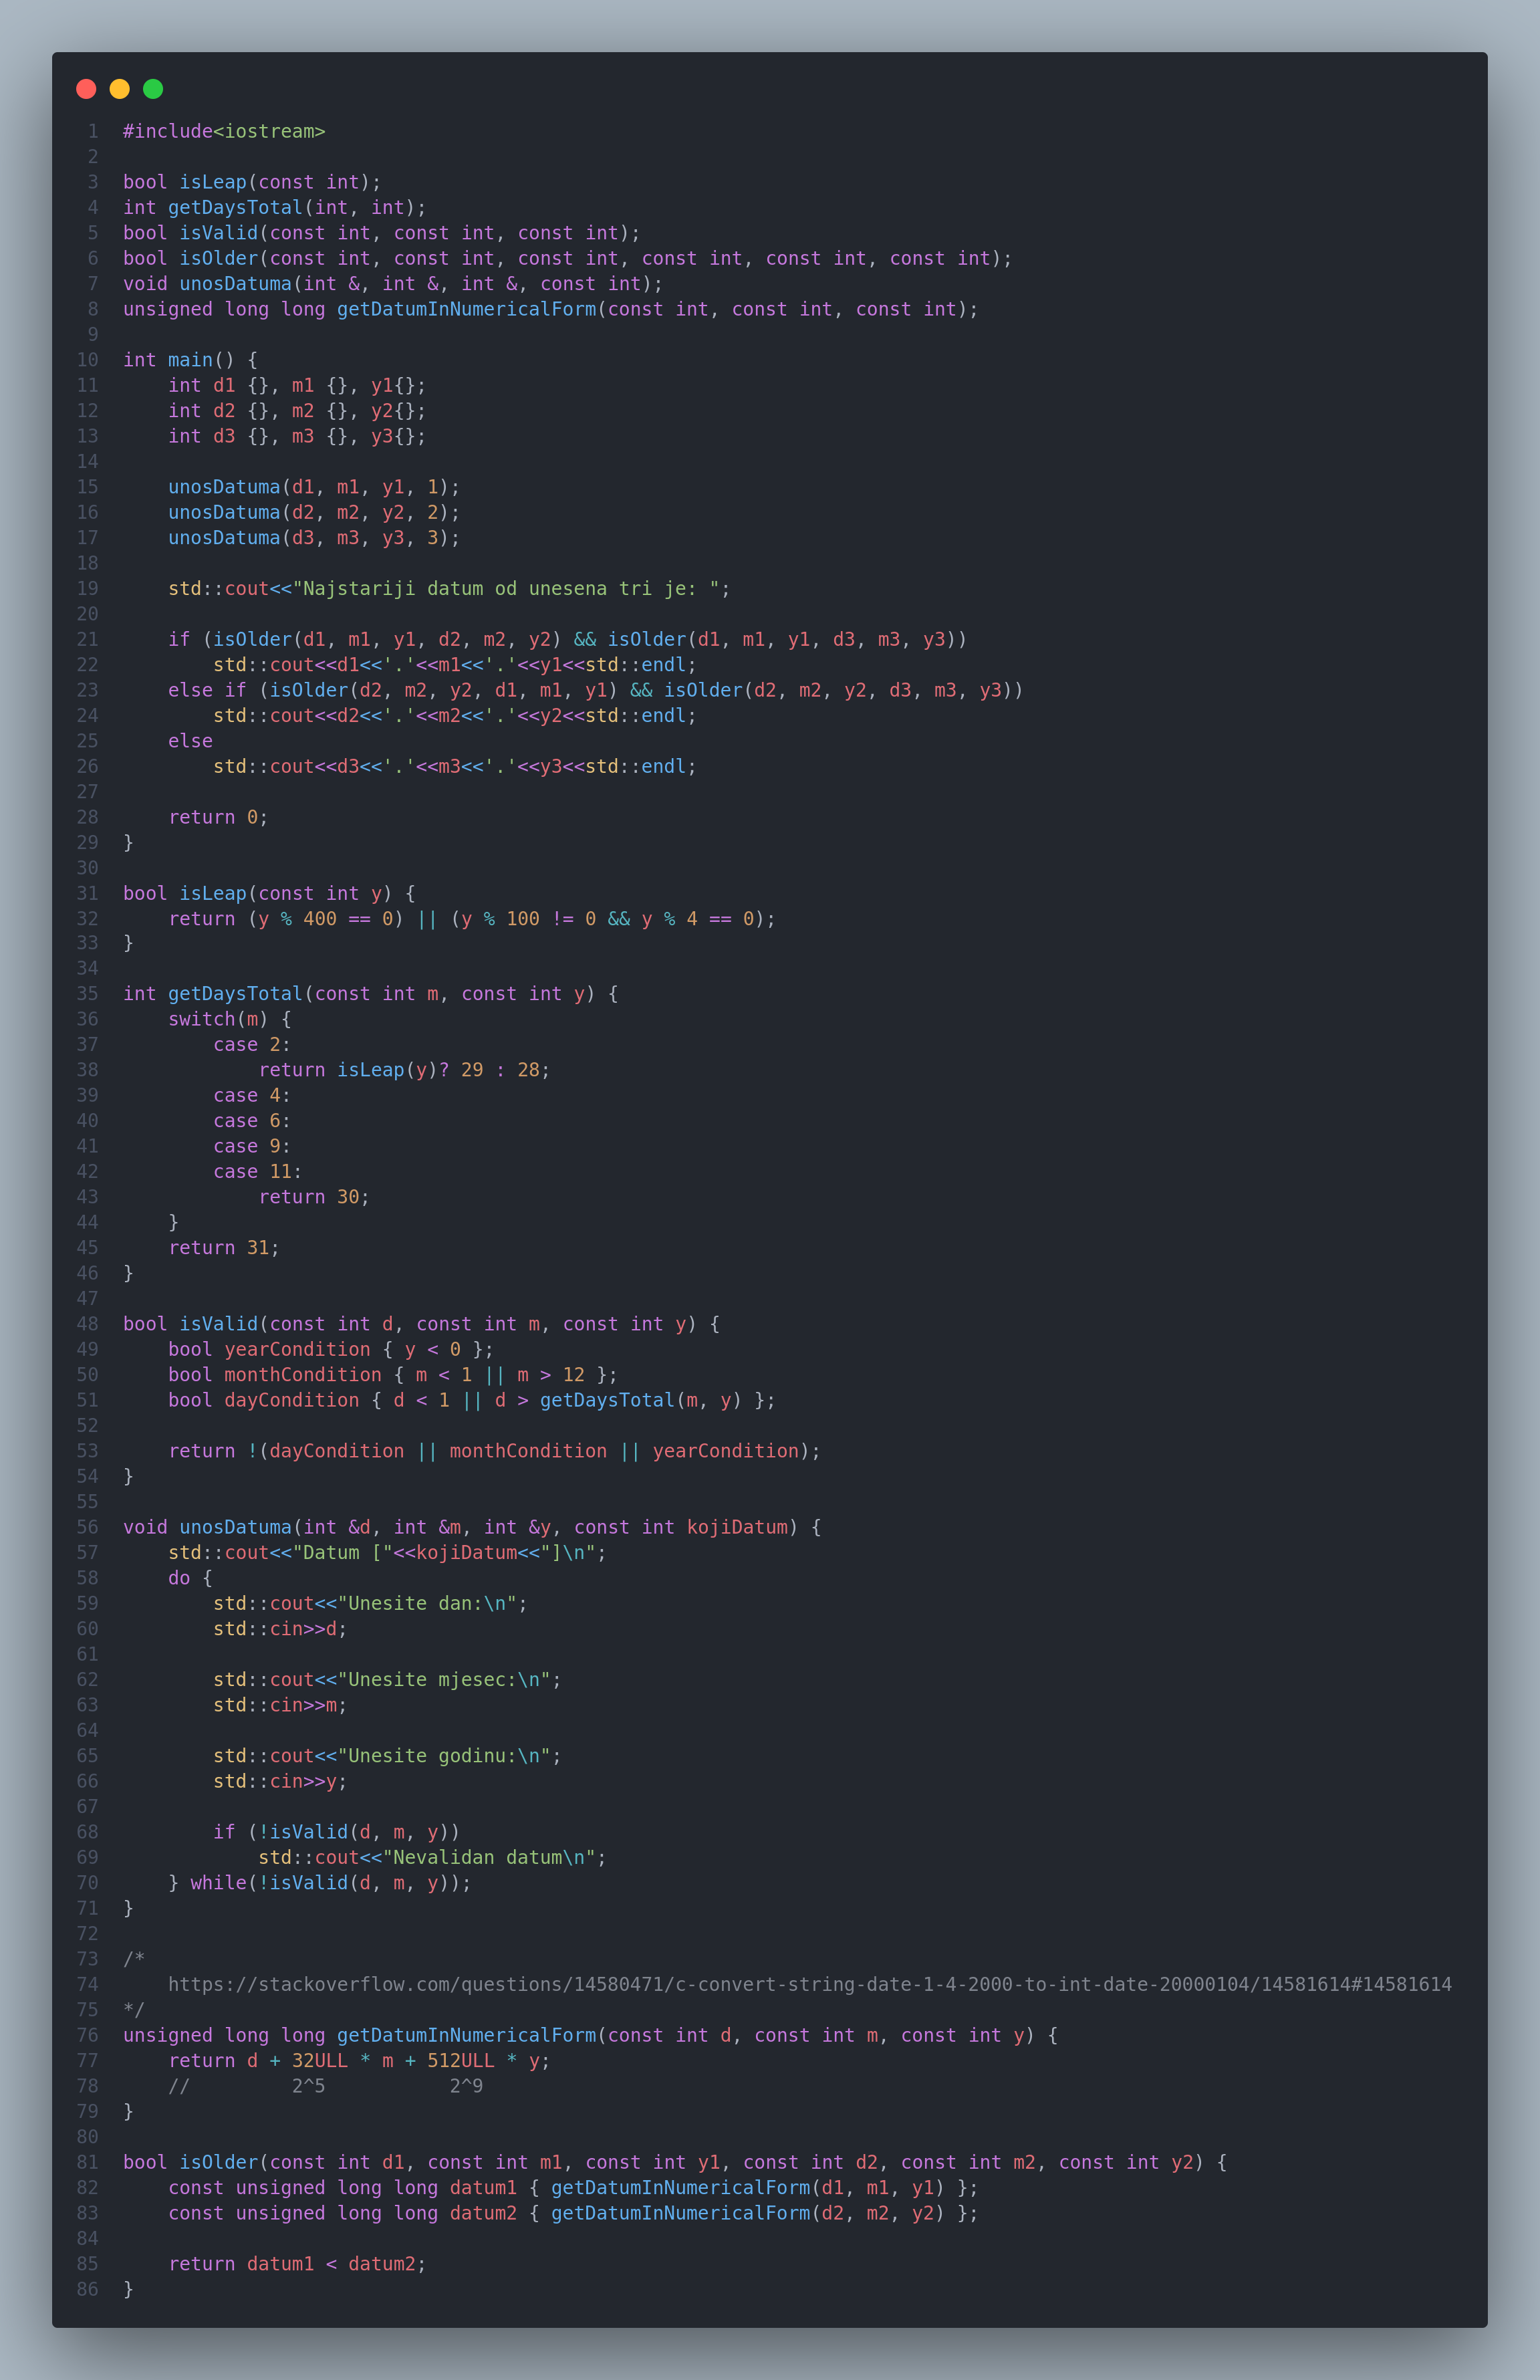 1 #include<iostream>
2
3 bool isLeap(const int);
4 int getDaysTotal(int, int);
5 bool isValid(const int, const int, const int);
6 bool isOlder(const int, const int, const int, const int, const int, const int);
7 void unosDatuma(int &, int &, int &, const int);
8 unsigned long long getDatumInNumericalForm(const int, const int, const int);
9
10 int main() {
11     int d1 {}, m1 {}, y1{};
12     int d2 {}, m2 {}, y2{};
13     int d3 {}, m3 {}, y3{};
14
15     unosDatuma(d1, m1, y1, 1);
16     unosDatuma(d2, m2, y2, 2);
17     unosDatuma(d3, m3, y3, 3);
18
19     std::cout<<"Najstariji datum od unesena tri je: ";
20
21     if (isOlder(d1, m1, y1, d2, m2, y2) && isOlder(d1, m1, y1, d3, m3, y3))
22         std::cout<<d1<<'.'<<m1<<'.'<<y1<<std::endl;
23     else if (isOlder(d2, m2, y2, d1, m1, y1) && isOlder(d2, m2, y2, d3, m3, y3))
24         std::cout<<d2<<'.'<<m2<<'.'<<y2<<std::endl;
25     else
26         std::cout<<d3<<'.'<<m3<<'.'<<y3<<std::endl;
27
28     return 0;
29 }
30
31 bool isLeap(const int y) {
32     return (y % 400 == 0) || (y % 100 != 0 && y % 4 == 0);
33 }
34
35 int getDaysTotal(const int m, const int y) {
36     switch(m) {
37         case 2:
38             return isLeap(y)? 29 : 28;
39         case 4:
40         case 6:
41         case 9:
42         case 11:
43             return 30;
44     }
45     return 31;
46 }
47
48 bool isValid(const int d, const int m, const int y) {
49     bool yearCondition { y < 0 };
50     bool monthCondition { m < 1 || m > 12 };
51     bool dayCondition { d < 1 || d > getDaysTotal(m, y) };
52
53     return !(dayCondition || monthCondition || yearCondition);
54 }
55
56 void unosDatuma(int &d, int &m, int &y, const int kojiDatum) {
57     std::cout<<"Datum ["<<kojiDatum<<"]\n";
58     do {
59         std::cout<<"Unesite dan:\n";
60         std::cin>>d;
61
62         std::cout<<"Unesite mjesec:\n";
63         std::cin>>m;
64
65         std::cout<<"Unesite godinu:\n";
66         std::cin>>y;
67
68         if (!isValid(d, m, y))
69             std::cout<<"Nevalidan datum\n";
70     } while(!isValid(d, m, y));
71 }
72
73 /*
74     https://stackoverflow.com/questions/14580471/c-convert-string-date-1-4-2000-to-int-date-20000104/14581614#14581614
75 */
76 unsigned long long getDatumInNumericalForm(const int d, const int m, const int y) {
77     return d + 32ULL * m + 512ULL * y;
78     //         2^5           2^9
79 }
80
81 bool isOlder(const int d1, const int m1, const int y1, const int d2, const int m2, const int y2) {
82     const unsigned long long datum1 { getDatumInNumericalForm(d1, m1, y1) };
83     const unsigned long long datum2 { getDatumInNumericalForm(d2, m2, y2) };
84
85     return datum1 < datum2;
86 }